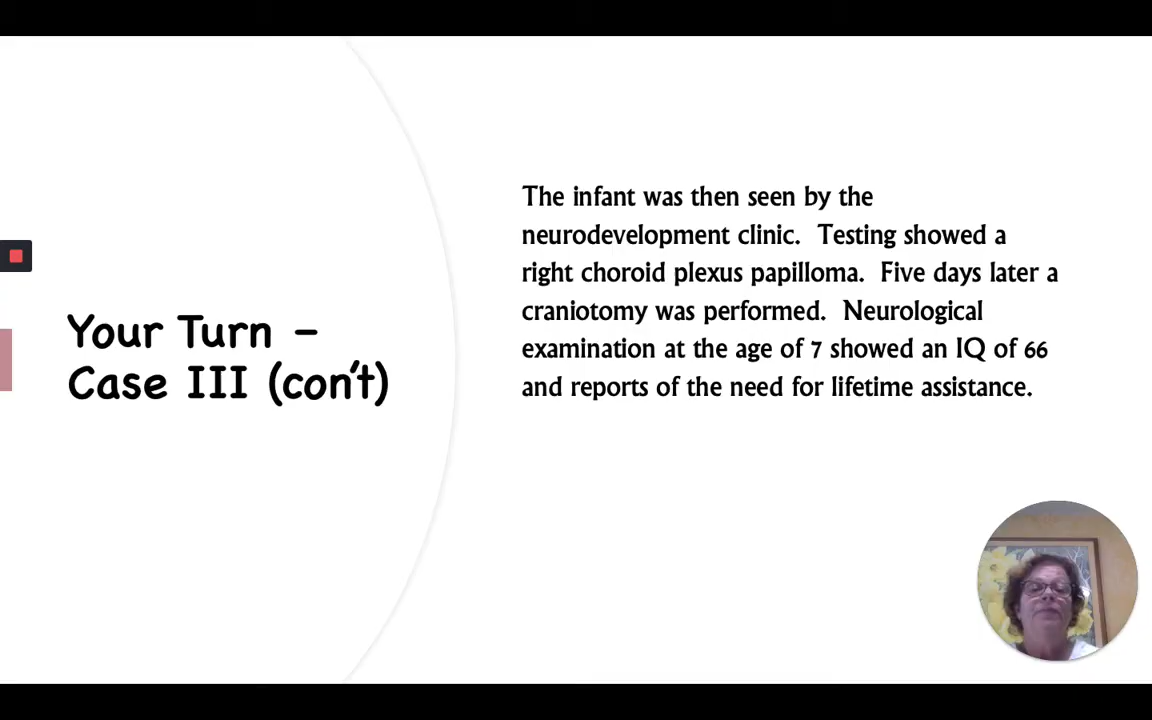 Your Turn –
Case III (con't)
The infant was then seen by the
neurodevelopment clinic.  Testing showed a
right choroid plexus papilloma.  Five days later a
craniotomy was performed.  Neurological
examination at the age of 7 showed an IQ of 66
and reports of the need for lifetime assistance.